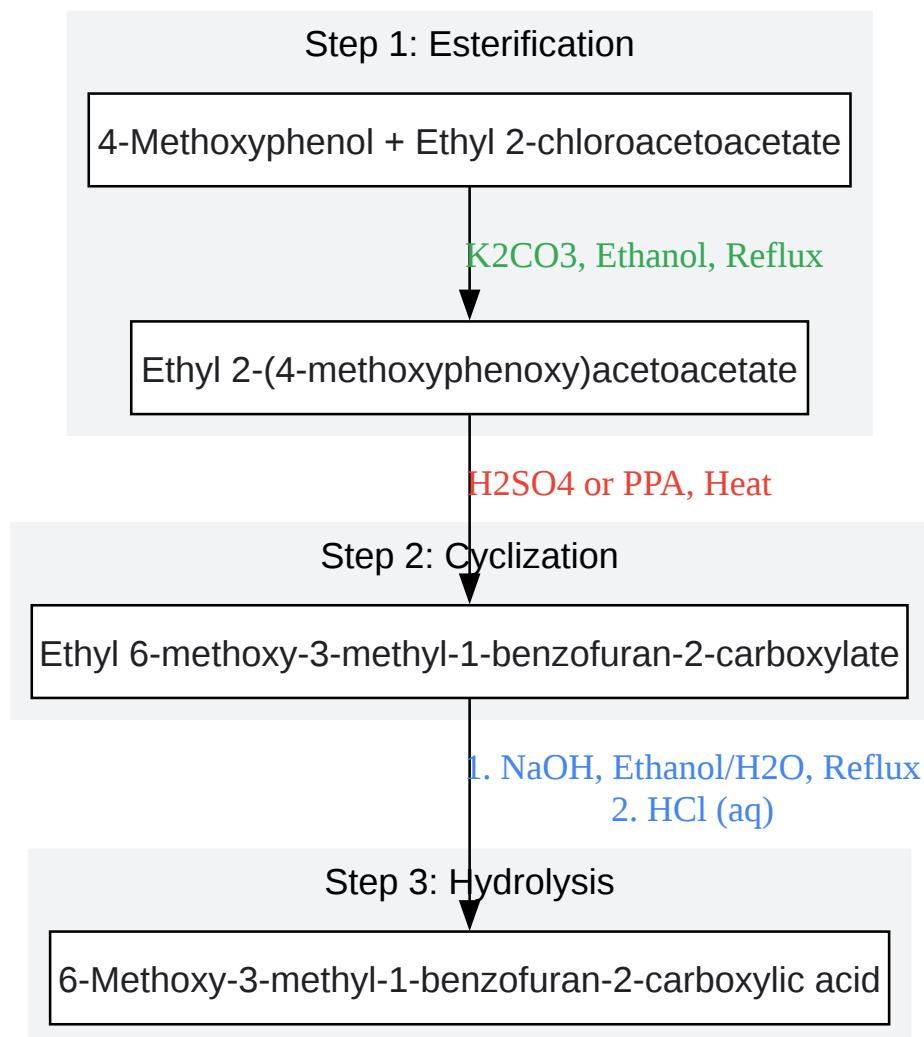 Step 1: Esterification
4-Methoxyphenol + Ethyl 2-chloroacetoacetate
K2CO3, Ethanol, Reflux
Ethyl 2-(4-methoxyphenoxy)acetoacetate
H2SO4 or PPA, Heat
Step 2: Cyclization
Ethyl 6-methoxy-3-methyl-1-benzofuran-2-carboxylate
1. NaOH, Ethanol/H2O, Reflux
2. HCl (aq)
Step 3: Hydrolysis
6-Methoxy-3-methyl-1-benzofuran-2-carboxylic acid